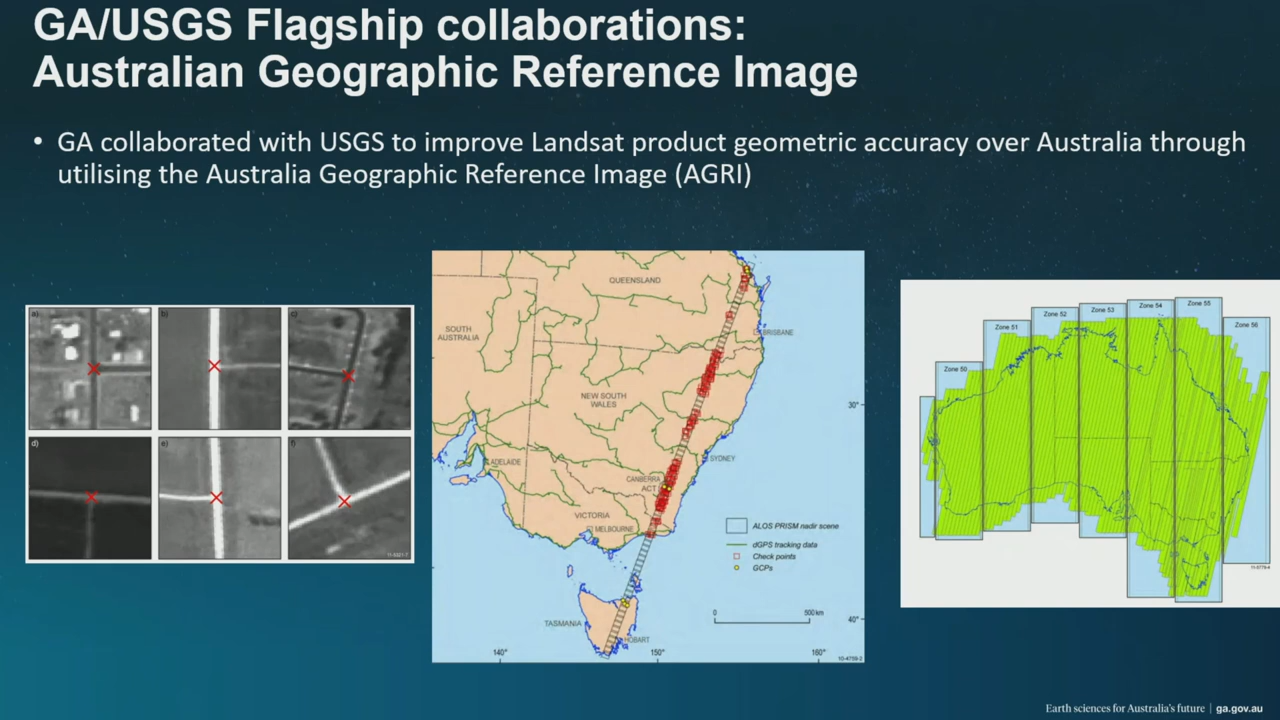 GA/USGS Flagship collaborations:
Australian Geographic Reference Image
• GA collaborated with USGS to improve Landsat product geometric accuracy over Australia through
utilising the Australia Geographic Reference Image (AGRI)
a)
b)
c)
d)
e)
f)
QUEENSLAND
SOUTH
AUSTRALIA
BRISBANE
NEW SOUTH
WALES
30°
SYDNEY
ADELAIDE
CANBERRA
ACT
VICTORIA
MELBOURNE
ALOS PRISM nadir scene
dGPS tracking data
Check points
GCPs
0
500 km
40°
TASMANIA
HOBART
140°
150°
160°
10-4759-2
Zone 50
Zone 51
Zone 52
Zone 53
Zone 54
Zone 55
Zone 56
Earth sciences for Australia's future | ga.gov.au